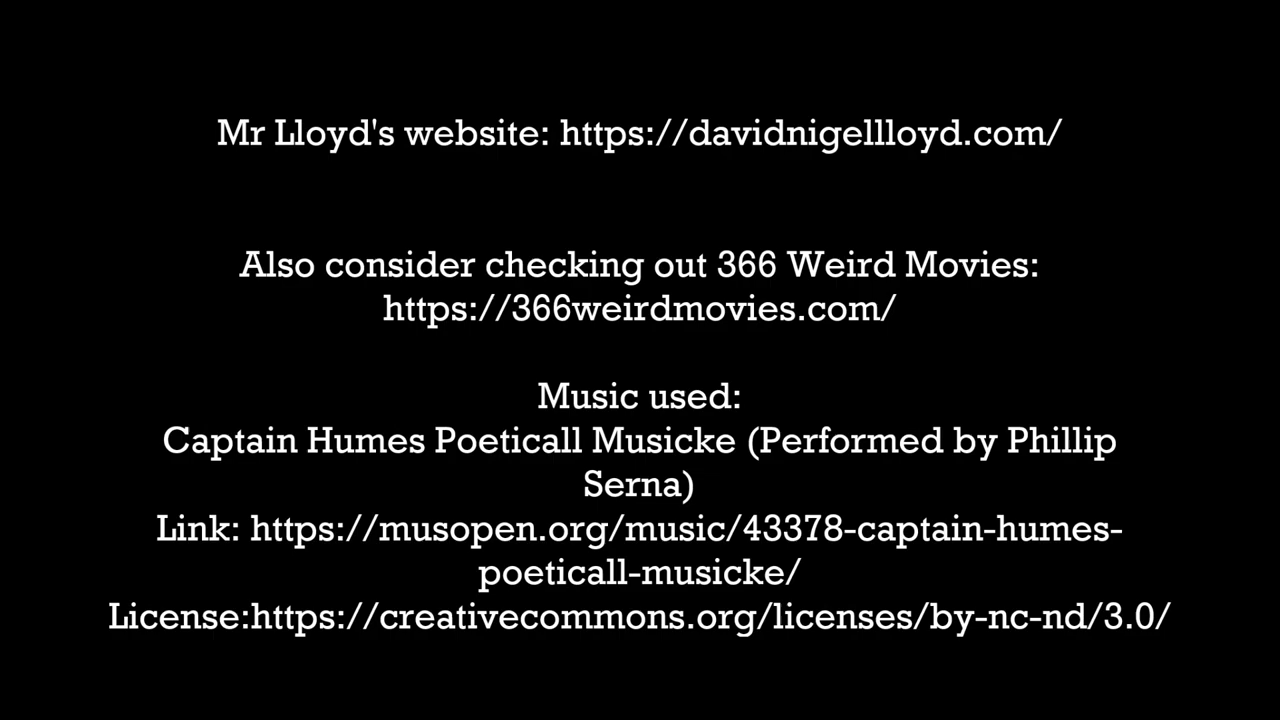 Mr Lloyd's website: https://davidnigellloyd.com/
Also consider checking out 366 Weird Movies:
https://366weirdmovies.com/
Music used:
Captain Humes Poeticall Musicke (Performed by Phillip
Serna)
Link: https://musopen.org/music/43378-captain-humes-
poeticall-musicke/
License:https://creativecommons.org/licenses/by-nc-nd/3.0/